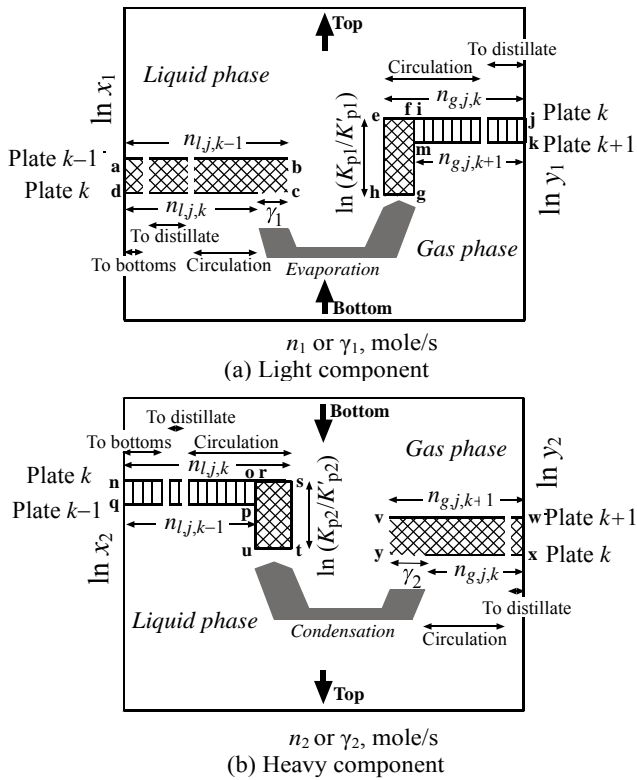 Top
To distillate
Liquid phase
Circulation
ln x₁
n_{g,j,k}
e f i j Plate k
n_{l,j,k–1}
ln (K_{p1}/K′_{p1})
n_{g,j,k+1}
m k Plate k+1
Plate k–1 a b
Plate k d c
h g
ln y₁
n_{l,j,k} γ₁
To distillate
To bottoms Circulation
Gas phase
Evaporation
Bottom
n₁ or γ₁, mole/s
(a) Light component
To distillate Bottom
To bottoms Circulation
Gas phase
n_{l,j,k}
ln y₂
Plate k n o r s
n_{g,j,k+1}
Plate k–1 q p
ln (K_{p2}/K′_{p2})
v w Plate k+1
n_{l,j,k–1}
ln x₂
u t y x Plate k
γ₂ n_{g,j,k}
To distillate
Liquid phase
Condensation
Circulation
Top
n₂ or γ₂, mole/s
(b) Heavy component